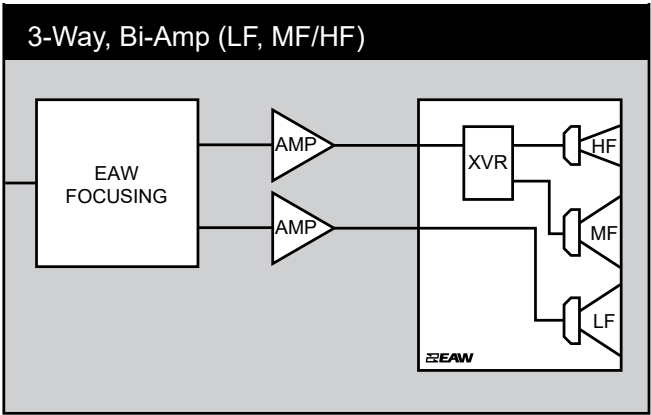 3-Way, Bi-Amp (LF, MF/HF)
EAW
FOCUSING
AMP
AMP
XVR
HF
MF
LF
EAW